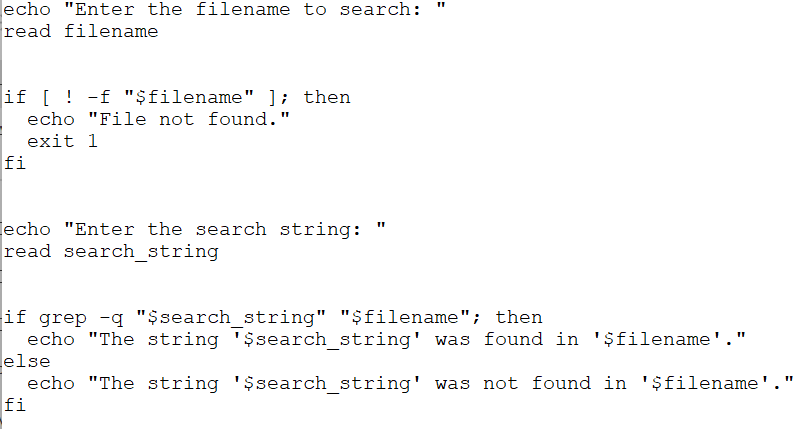 echo "Enter the filename to search: "
read filename
if [ ! -f "$filename" ]; then
  echo "File not found."
  exit 1
fi
echo "Enter the search string: "
read search_string
if grep -q "$search_string" "$filename"; then
  echo "The string '$search_string' was found in '$filename'."
else
  echo "The string '$search_string' was not found in '$filename'."
fi